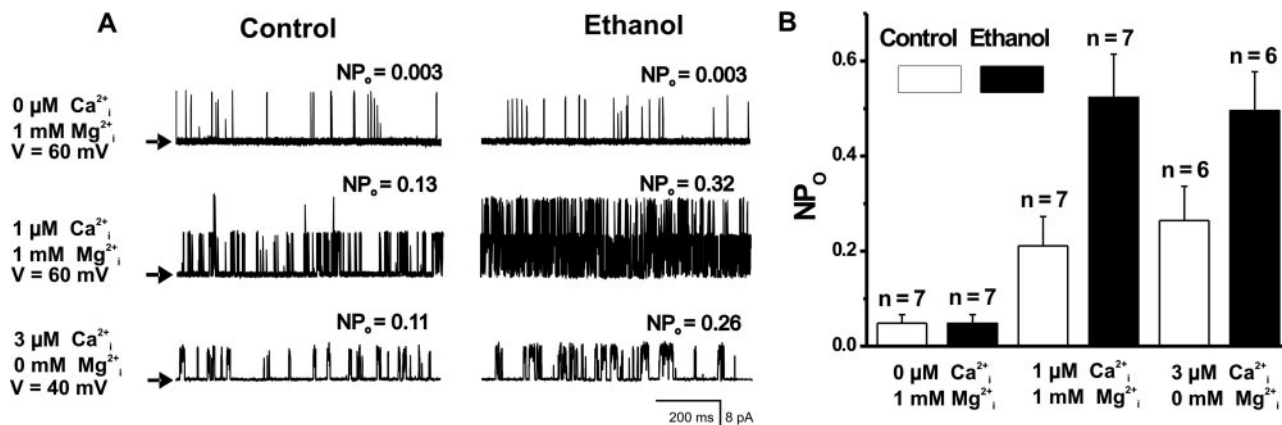 A
Control
Ethanol
0 µM Ca²⁺ᵢ
1 mM Mg²⁺ᵢ
V = 60 mV
NPₒ = 0.003
NPₒ = 0.003
1 µM Ca²⁺ᵢ
1 mM Mg²⁺ᵢ
V = 60 mV
NPₒ = 0.13
NPₒ = 0.32
3 µM Ca²⁺ᵢ
0 mM Mg²⁺ᵢ
V = 40 mV
NPₒ = 0.11
NPₒ = 0.26
200 ms
8 pA
B
Control Ethanol
NP_O
0.6
0.4
0.2
0.0
n = 7
n = 7
n = 7
n = 7
n = 6
n = 6
0 µM Ca²⁺ᵢ
1 mM Mg²⁺ᵢ
1 µM Ca²⁺ᵢ
1 mM Mg²⁺ᵢ
3 µM Ca²⁺ᵢ
0 mM Mg²⁺ᵢ